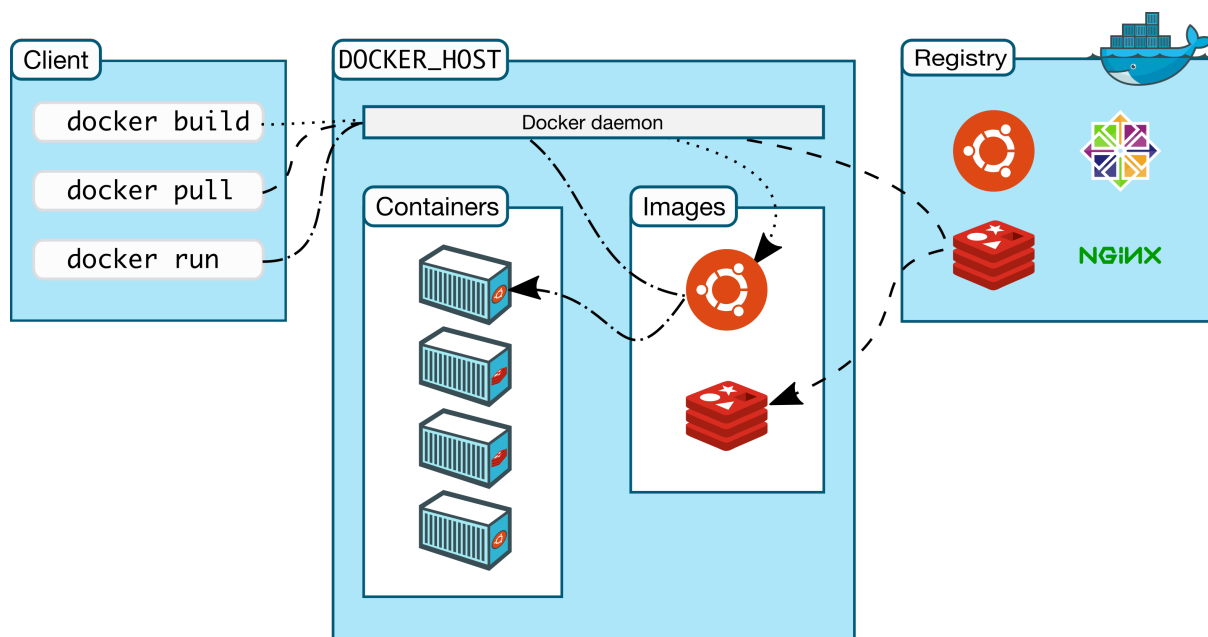 Client
docker build
docker pull
docker run
DOCKER_HOST
Docker daemon
Containers
Images
Registry
NGiNX